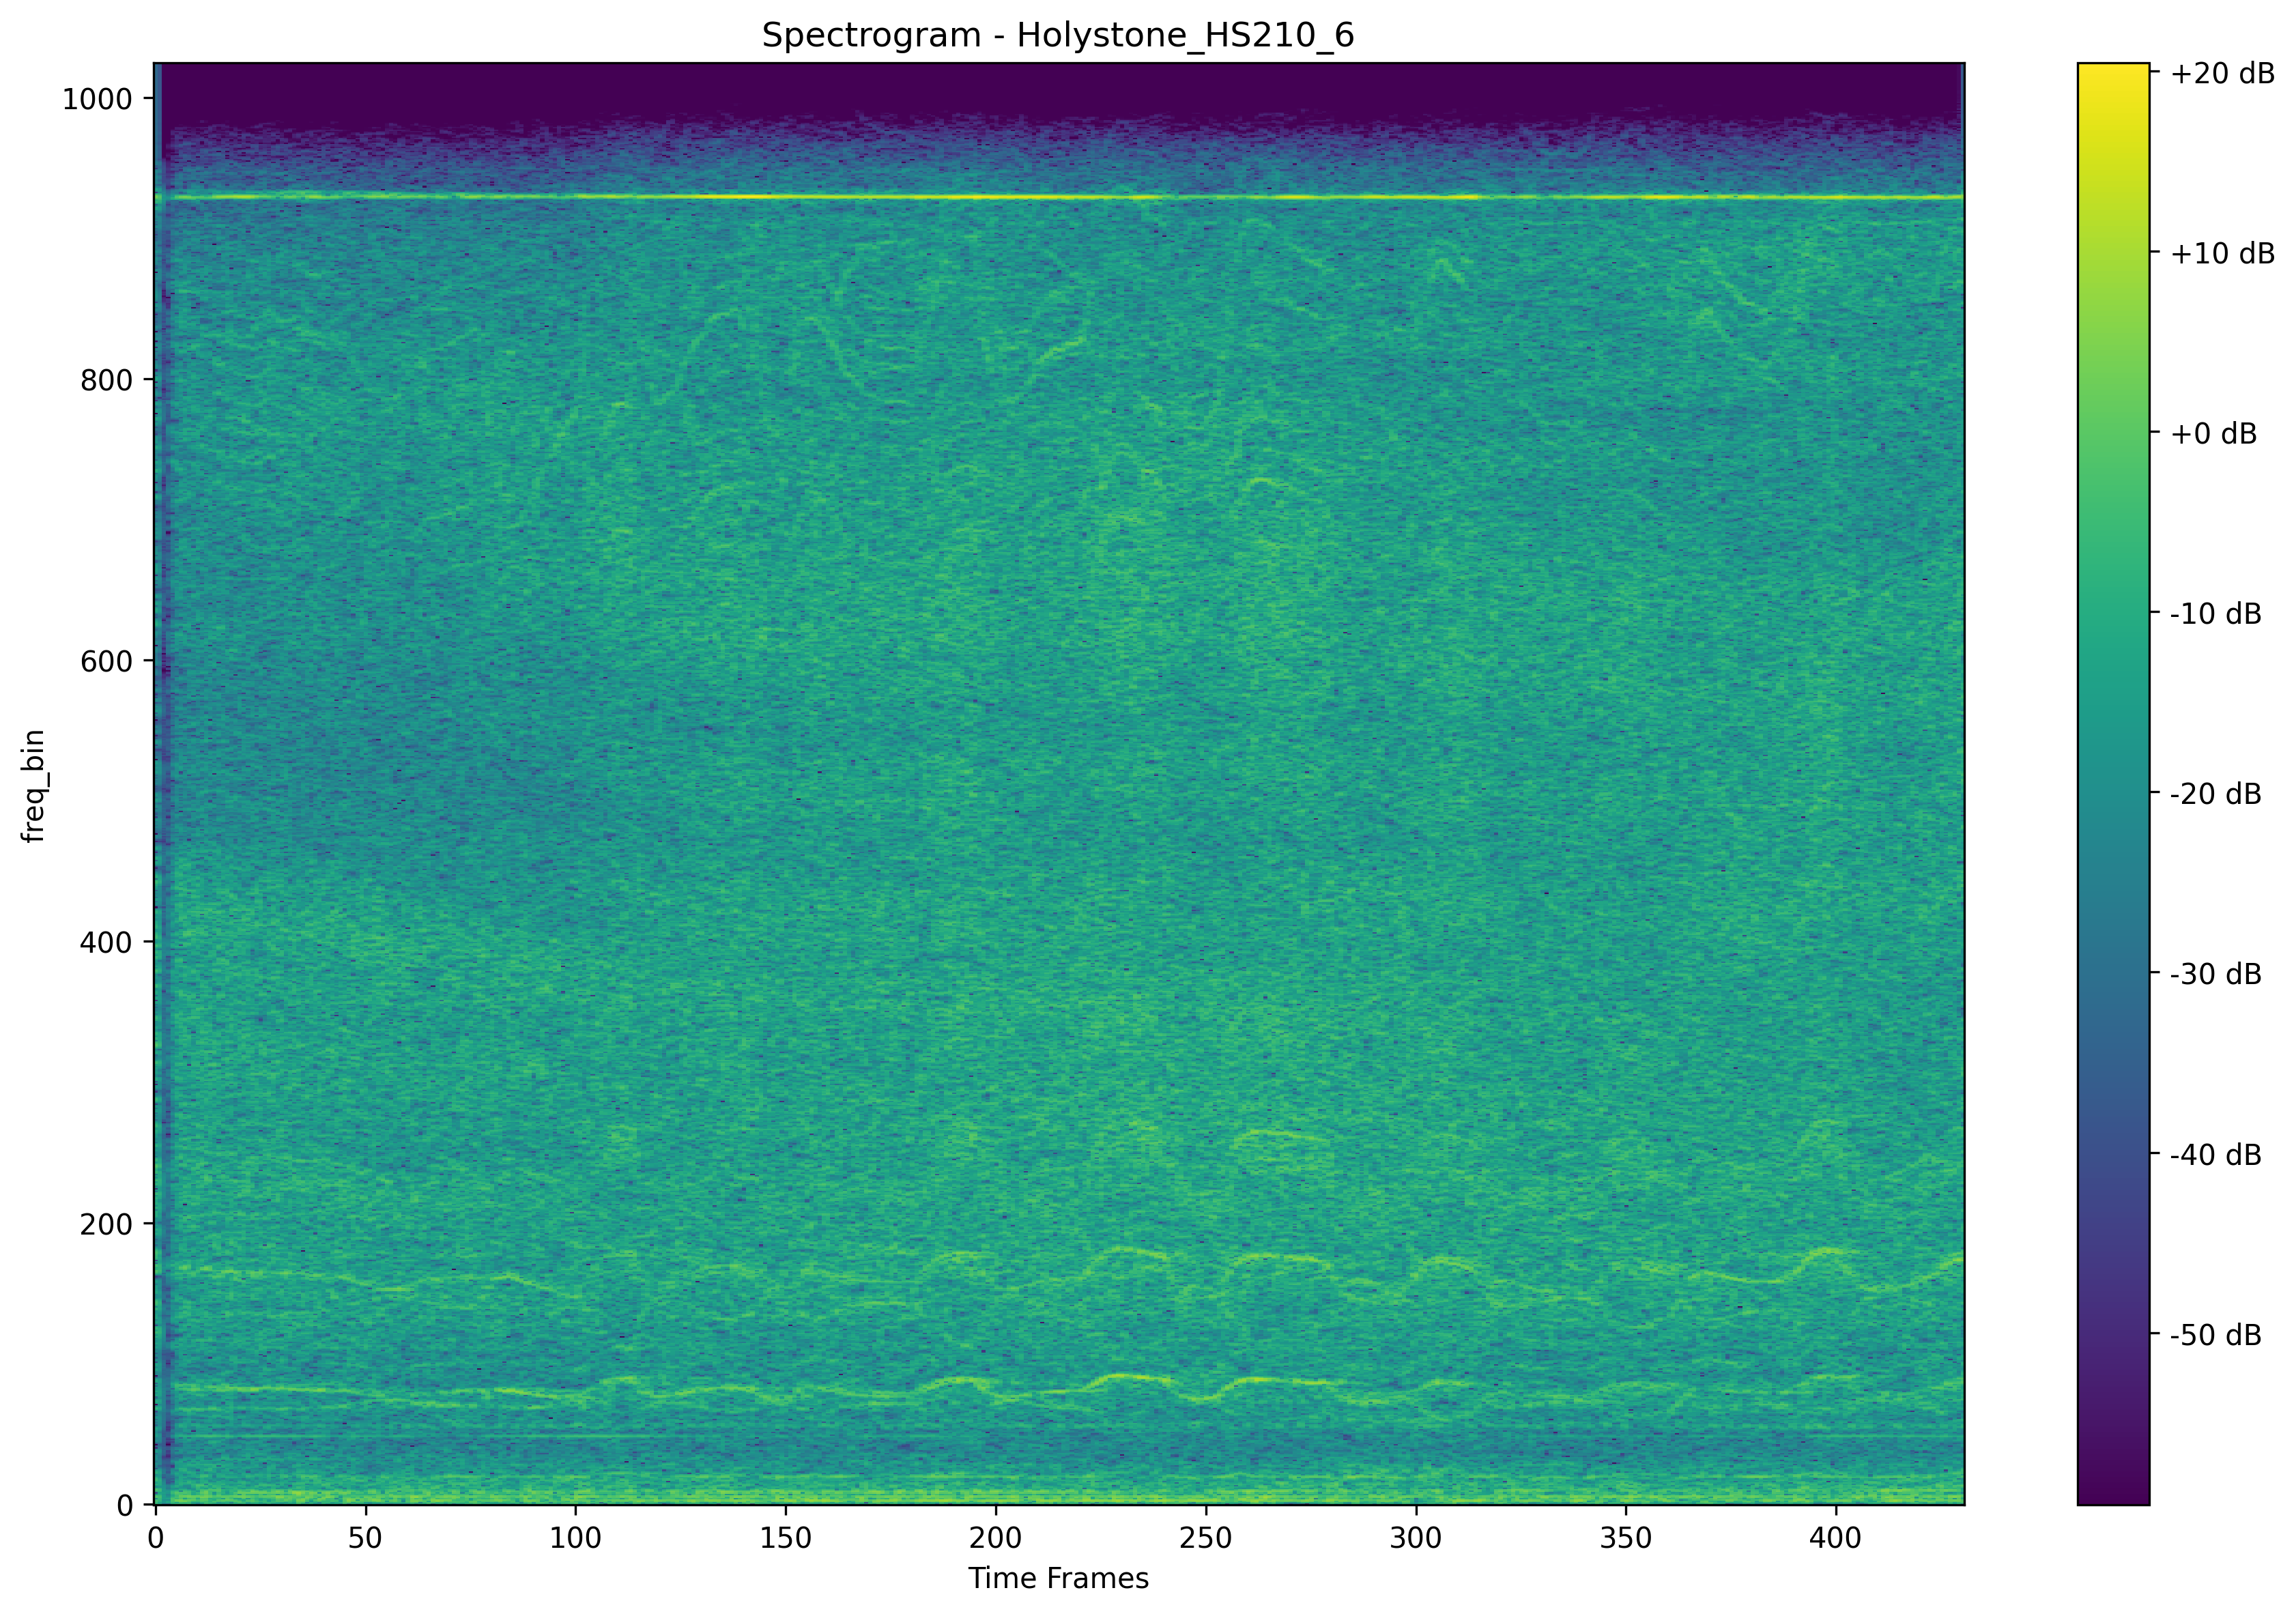 Spectrogram - Holystone_HS210_6
freq_bin
1000
800
600
400
200
0
0 50 100 150 200 250 300 350 400
Time Frames
+20 dB
+10 dB
+0 dB
-10 dB
-20 dB
-30 dB
-40 dB
-50 dB